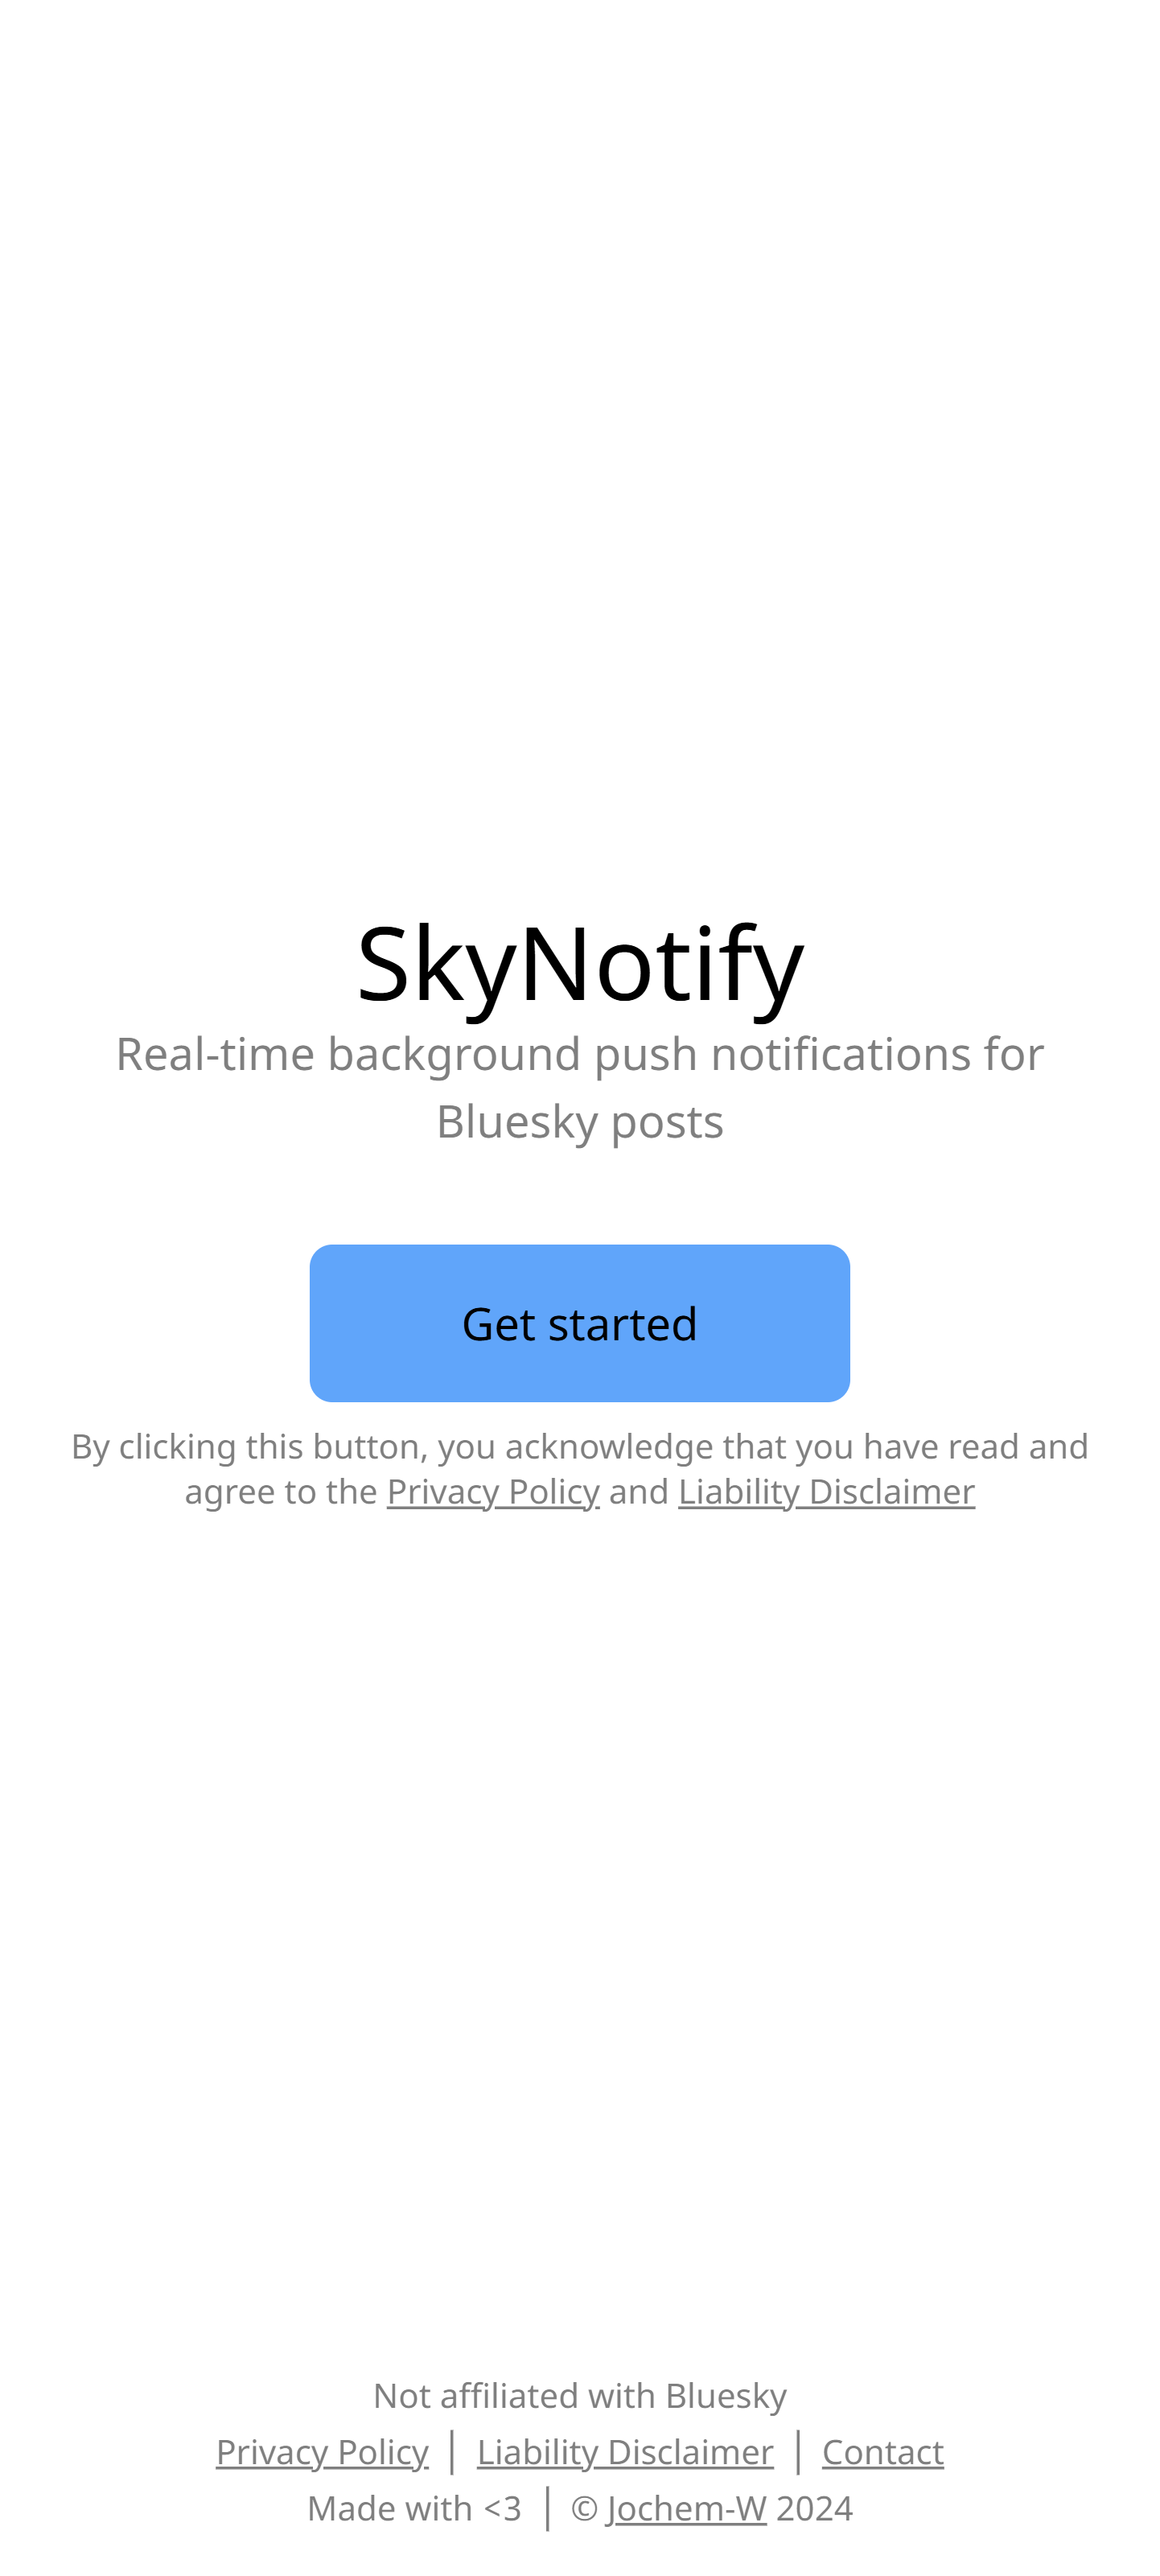 SkyNotify
Real-time background push notifications for
Bluesky posts
Get started
By clicking this button, you acknowledge that you have read and
agree to the Privacy Policy and Liability Disclaimer
Not affiliated with Bluesky
Privacy Policy | Liability Disclaimer | Contact
Made with <3 | © Jochem-W 2024